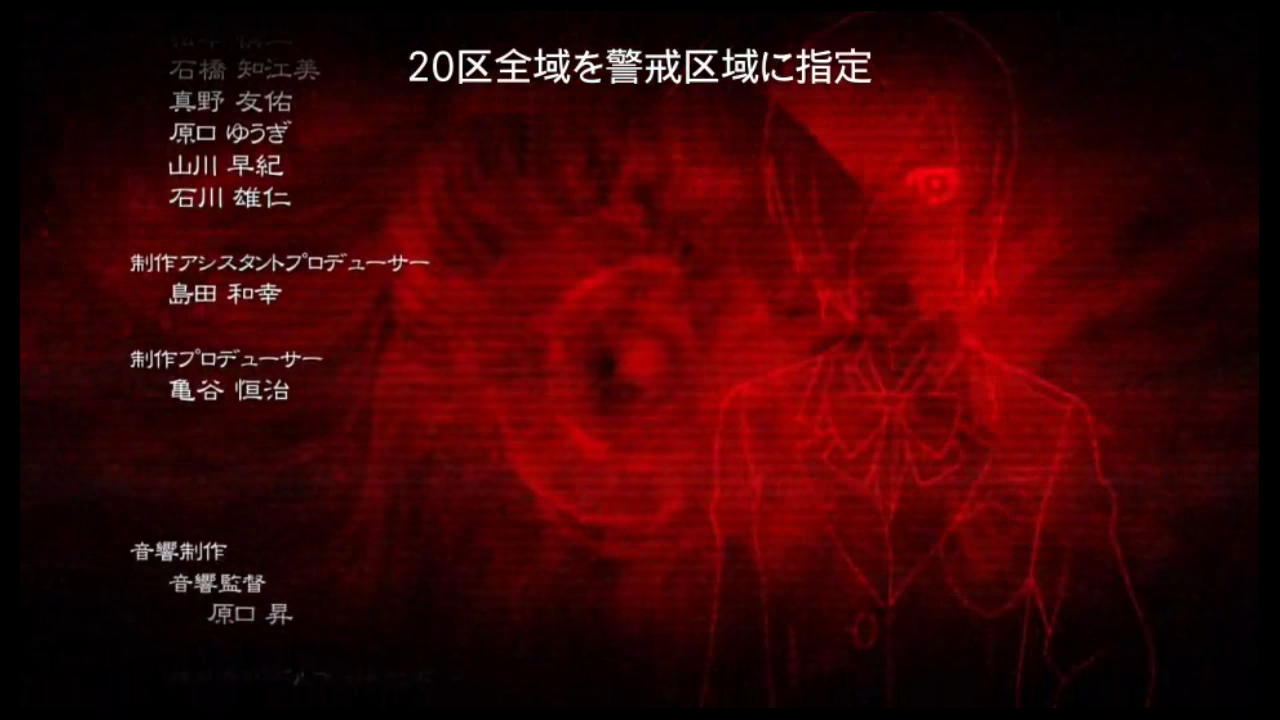 20区全域を警戒区域に指定
石橋 知江美
真野 友佑
原口 ゆうぎ
山川 早紀
石川 雄仁
制作アシスタントプロデューサー
島田 和幸
制作プロデューサー
亀谷 恒治
音響制作
音響監督
原口 昇